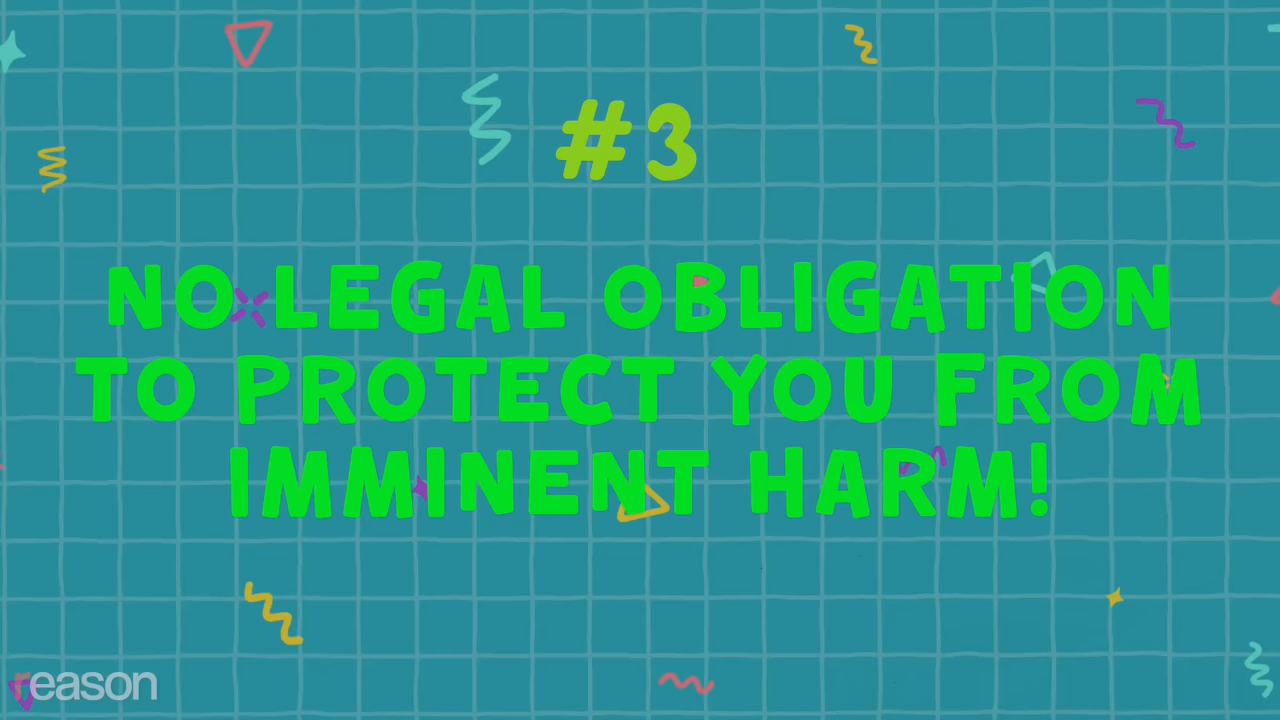 #3
NO LEGAL OBLIGATION
TO PROTECT YOU FROM
IMMINENT HARM!
reason